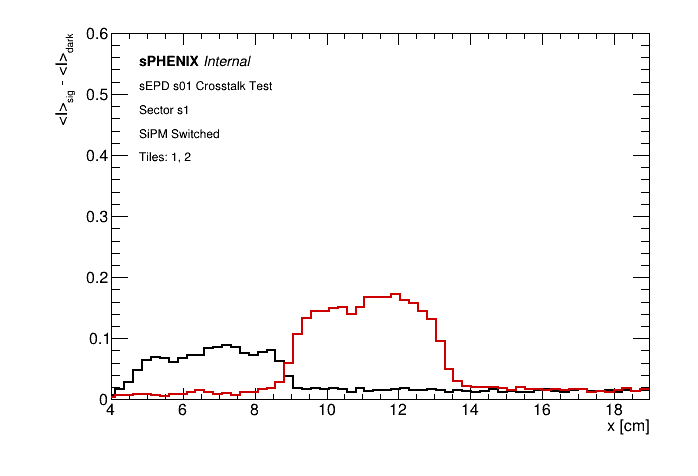 0.6
0.5
0.4
0.3
0.2
0.1
0
<I>sig - <I>dark
sPHENIX Internal
sEPD s01 Crosstalk Test
Sector s1
SiPM Switched
Tiles: 1, 2
4 6 8 10 12 14 16 18
x [cm]